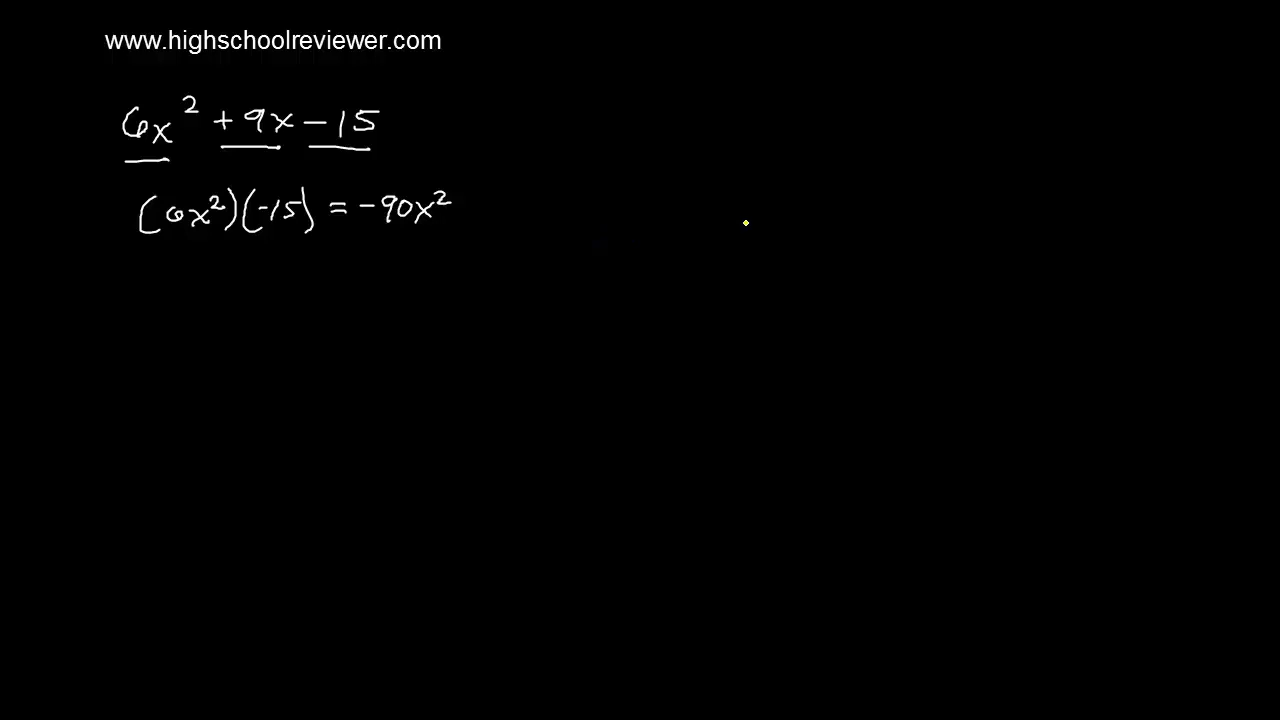 www.highschoolreviewer.com
6x² + 9x - 15
(6x²)(-15) = -90x²